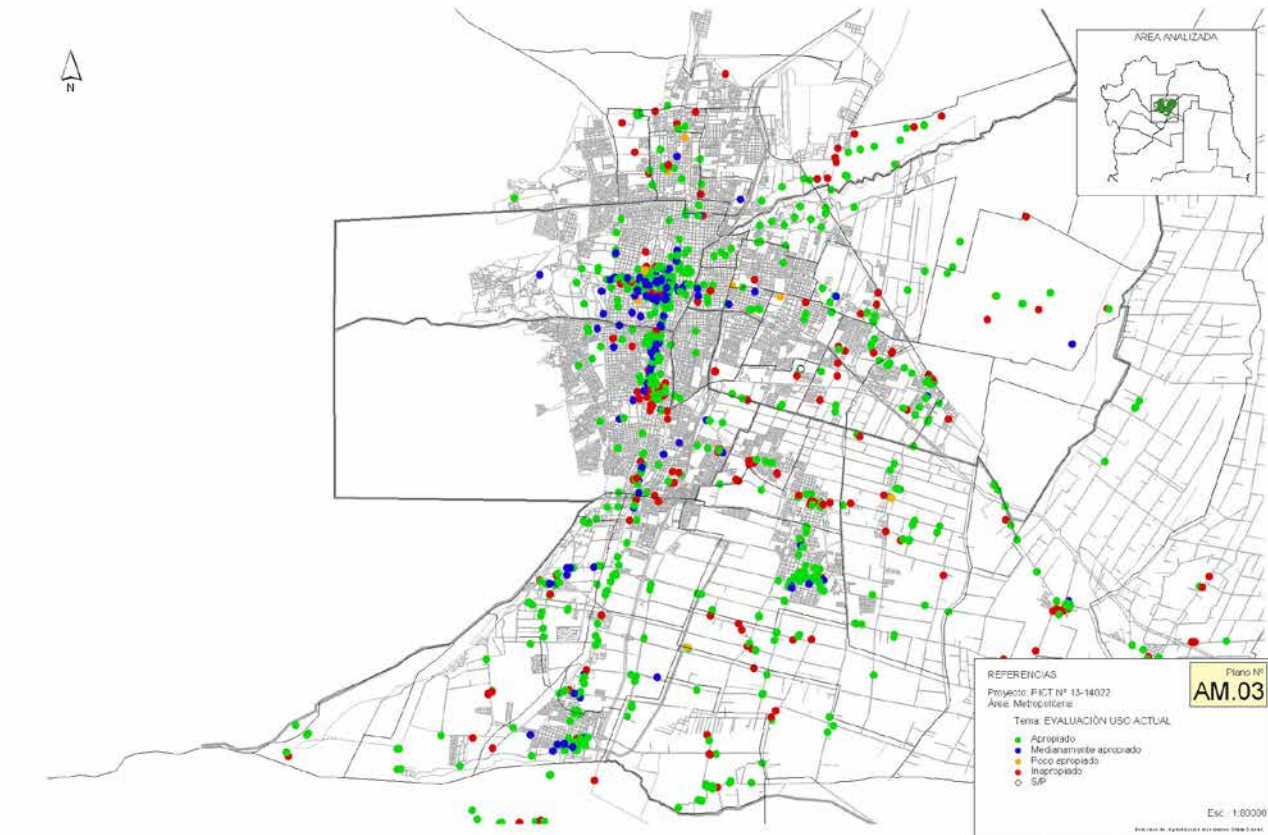 N
AREA ANALIZADA
REFERENCIAS
Plano Nº
AM.03
Proyecto: PICT Nº 13-14022
Área: Metropolitana
Tema: EVALUACIÓN USO ACTUAL
Apropiado
Medianamente apropiado
Poco apropiado
Inapropiado
S/P
Esc. 1:80000